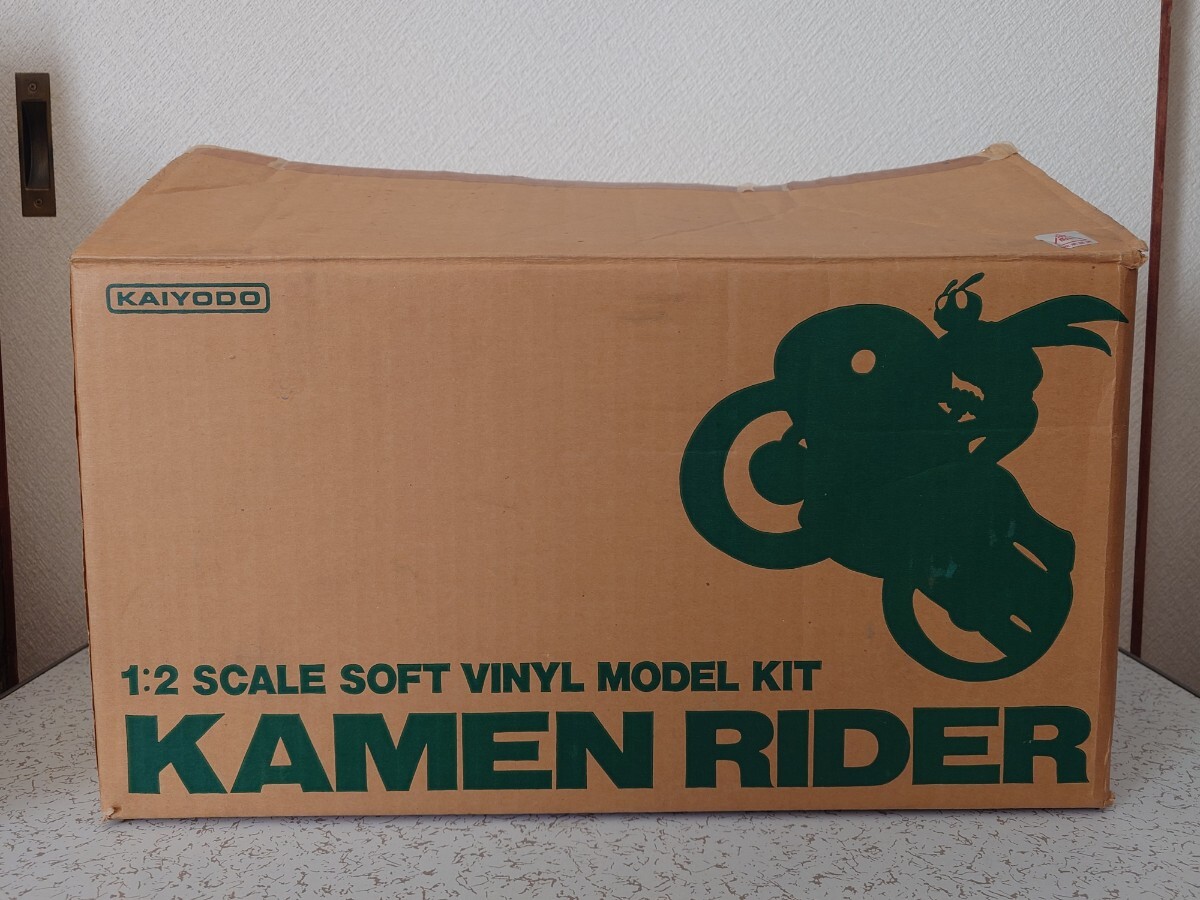 KAIYODO
1:2 SCALE SOFT VINYL MODEL KIT
KAMEN RIDER